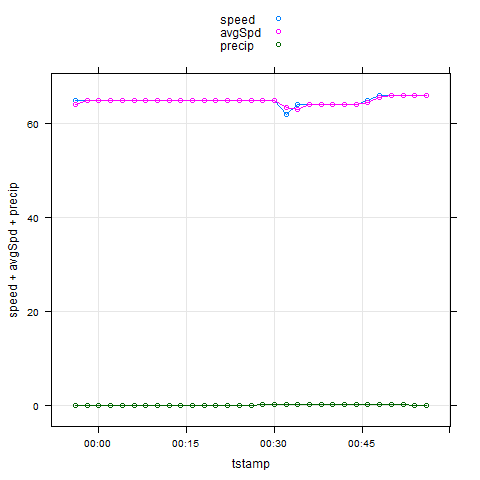 speed
avgSpd
precip
60
40
20
0
speed + avgSpd + precip
00:00 00:15 00:30 00:45
tstamp